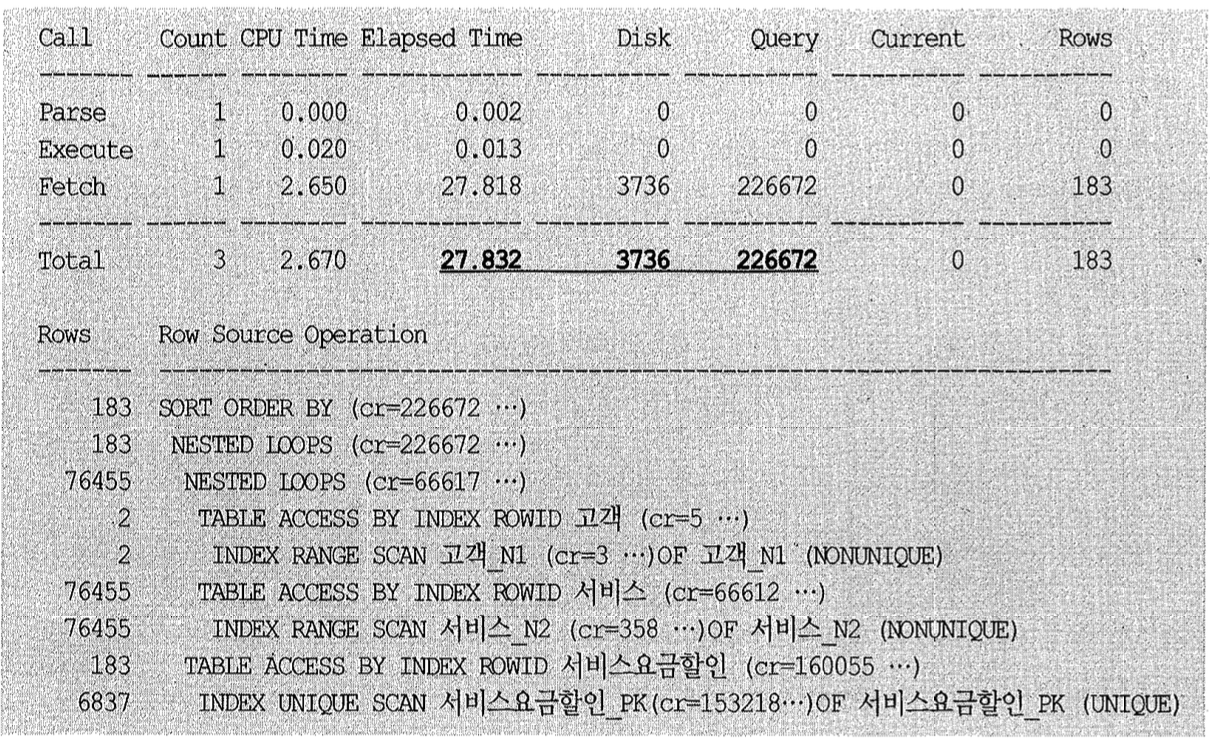 Call Count CPU Time Elapsed Time Disk Query Current Rows
Parse 1 0.000 0.002 0 0 0 0
Execute 1 0.020 0.013 0 0 0 0
Fetch 1 2.650 27.818 3736 226672 0 183
Total 3 2.670 27.832 3736 226672 0 183
Rows Row Source Operation
183 SORT ORDER BY (cr=226672 …)
183 NESTED LOOPS (cr=226672 …)
76455 NESTED LOOPS (cr=66617 …)
2 TABLE ACCESS BY INDEX ROWID 고객 (cr=5 …)
2 INDEX RANGE SCAN 고객_N1 (cr=3 …)OF 고객_N1 (NONUNIQUE)
76455 TABLE ACCESS BY INDEX ROWID 서비스 (cr=66612 …)
76455 INDEX RANGE SCAN 서비스_N2 (cr=358 …)OF 서비스_N2 (NONUNIQUE)
183 TABLE ACCESS BY INDEX ROWID 서비스요금할인 (cr=160055 …)
6837 INDEX UNIQUE SCAN 서비스요금할인_PK(cr=153218…)OF 서비스요금할인_PK (UNIQUE)